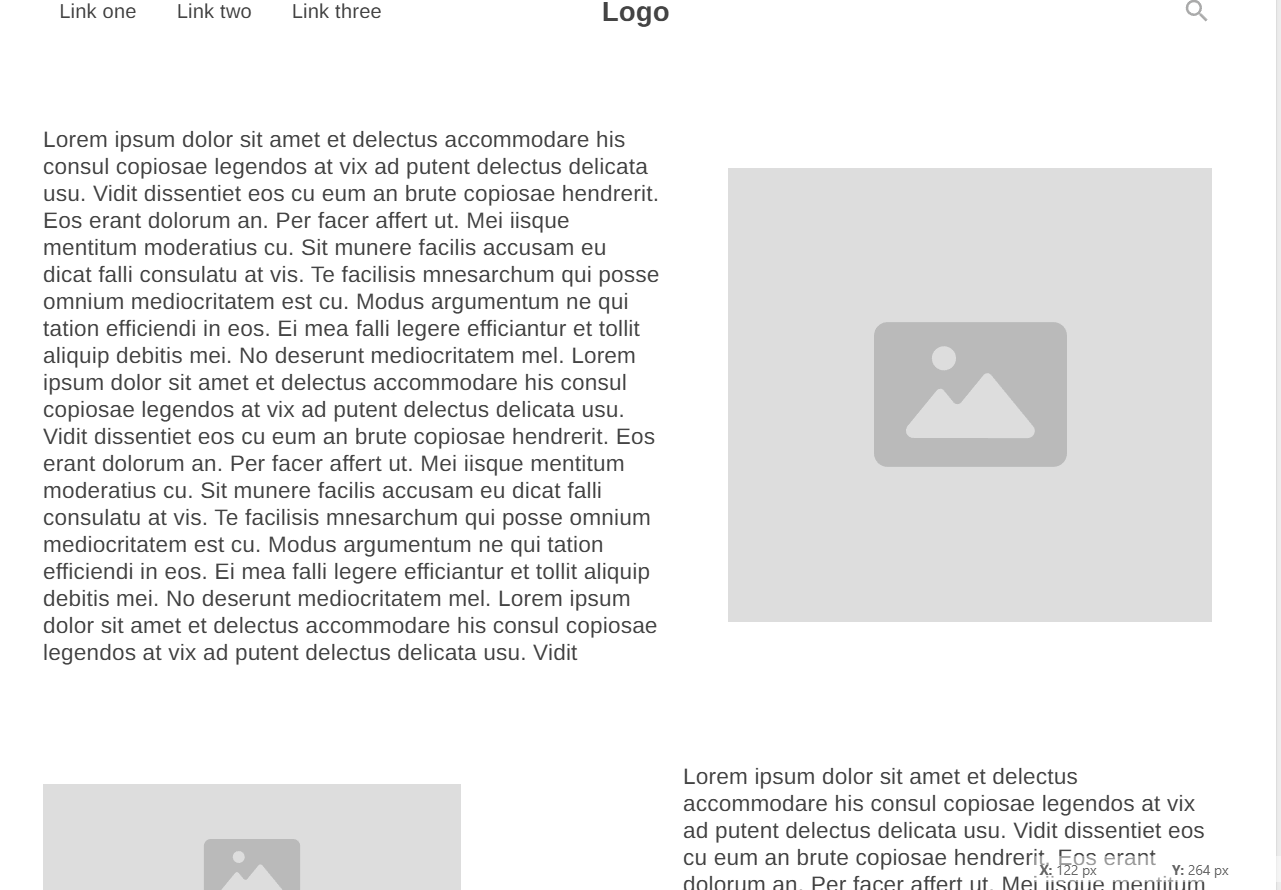 Link one Link two Link three Logo
Lorem ipsum dolor sit amet et delectus accommodare his
consul copiosae legendos at vix ad putent delectus delicata
usu. Vidit dissentiet eos cu eum an brute copiosae hendrerit.
Eos erant dolorum an. Per facer affert ut. Mei iisque
mentitum moderatius cu. Sit munere facilis accusam eu
dicat falli consulatu at vis. Te facilisis mnesarchum qui posse
omnium mediocritatem est cu. Modus argumentum ne qui
tation efficiendi in eos. Ei mea falli legere efficiantur et tollit
aliquip debitis mei. No deserunt mediocritatem mel. Lorem
ipsum dolor sit amet et delectus accommodare his consul
copiosae legendos at vix ad putent delectus delicata usu.
Vidit dissentiet eos cu eum an brute copiosae hendrerit. Eos
erant dolorum an. Per facer affert ut. Mei iisque mentitum
moderatius cu. Sit munere facilis accusam eu dicat falli
consulatu at vis. Te facilisis mnesarchum qui posse omnium
mediocritatem est cu. Modus argumentum ne qui tation
efficiendi in eos. Ei mea falli legere efficiantur et tollit aliquip
debitis mei. No deserunt mediocritatem mel. Lorem ipsum
dolor sit amet et delectus accommodare his consul copiosae
legendos at vix ad putent delectus delicata usu. Vidit
Lorem ipsum dolor sit amet et delectus
accommodare his consul copiosae legendos at vix
ad putent delectus delicata usu. Vidit dissentiet eos
cu eum an brute copiosae hendrerit. Eos erant
dolorum an. Per facer affert ut. Mei iisque mentitum
X: 122 px Y: 264 px